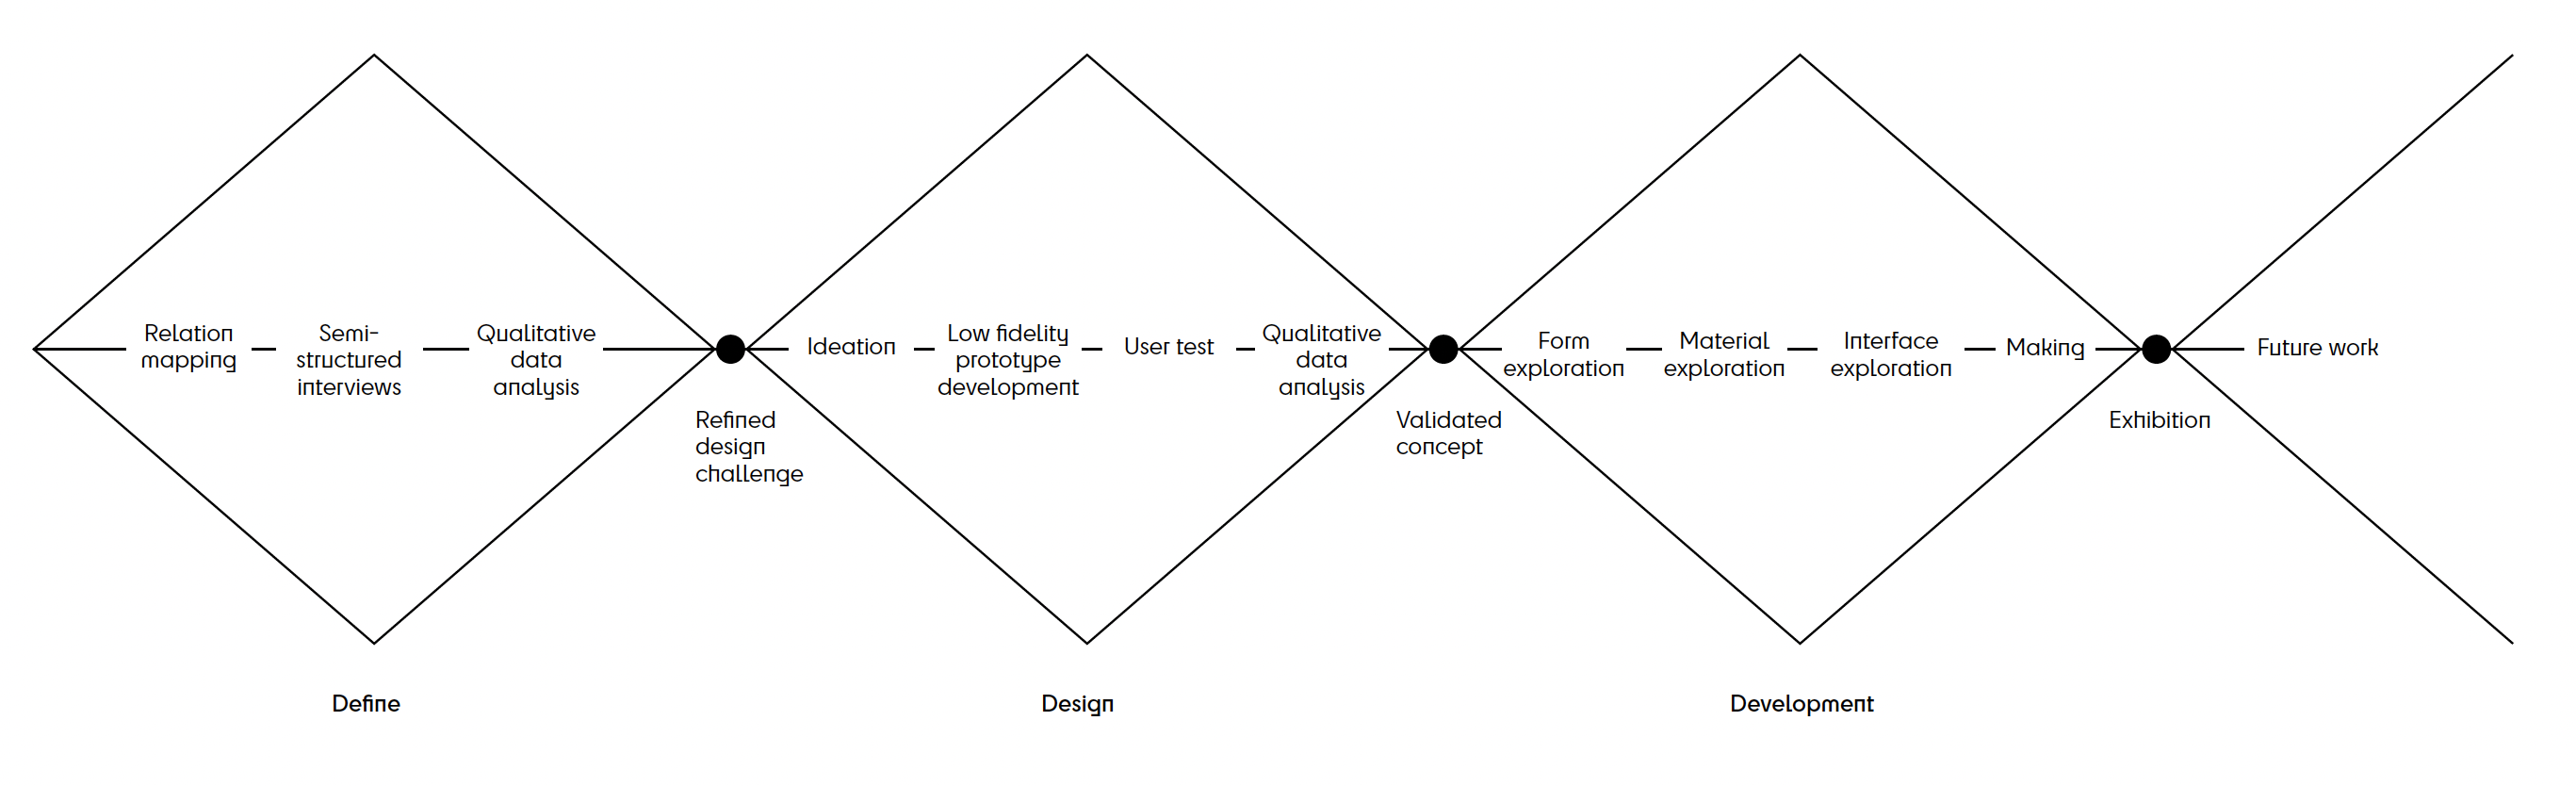 Relation
mapping
Semi-
structured
interviews
Qualitative
data
analysis
Refined
design
challenge
Ideation
Low fidelity
prototype
development
User test
Qualitative
data
analysis
Validated
concept
Form
exploration
Material
exploration
Interface
exploration
Making
Exhibition
Future work
Define
Design
Development